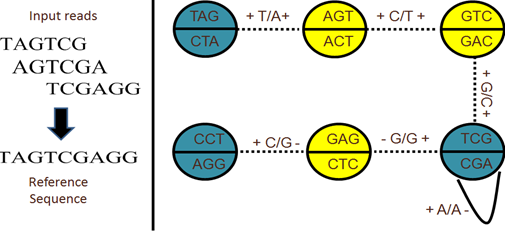 Input reads
TAGTCG
AGTCGA
TCGAGG
TAGTCGAGG
Reference
Sequence
TAG
CTA
+ T/A+
AGT
ACT
+ C/T +
GTC
GAC
+ G/C +
TCG
CGA
+ A/A -
- G/G +
GAG
CTC
+ C/G -
CCT
AGG